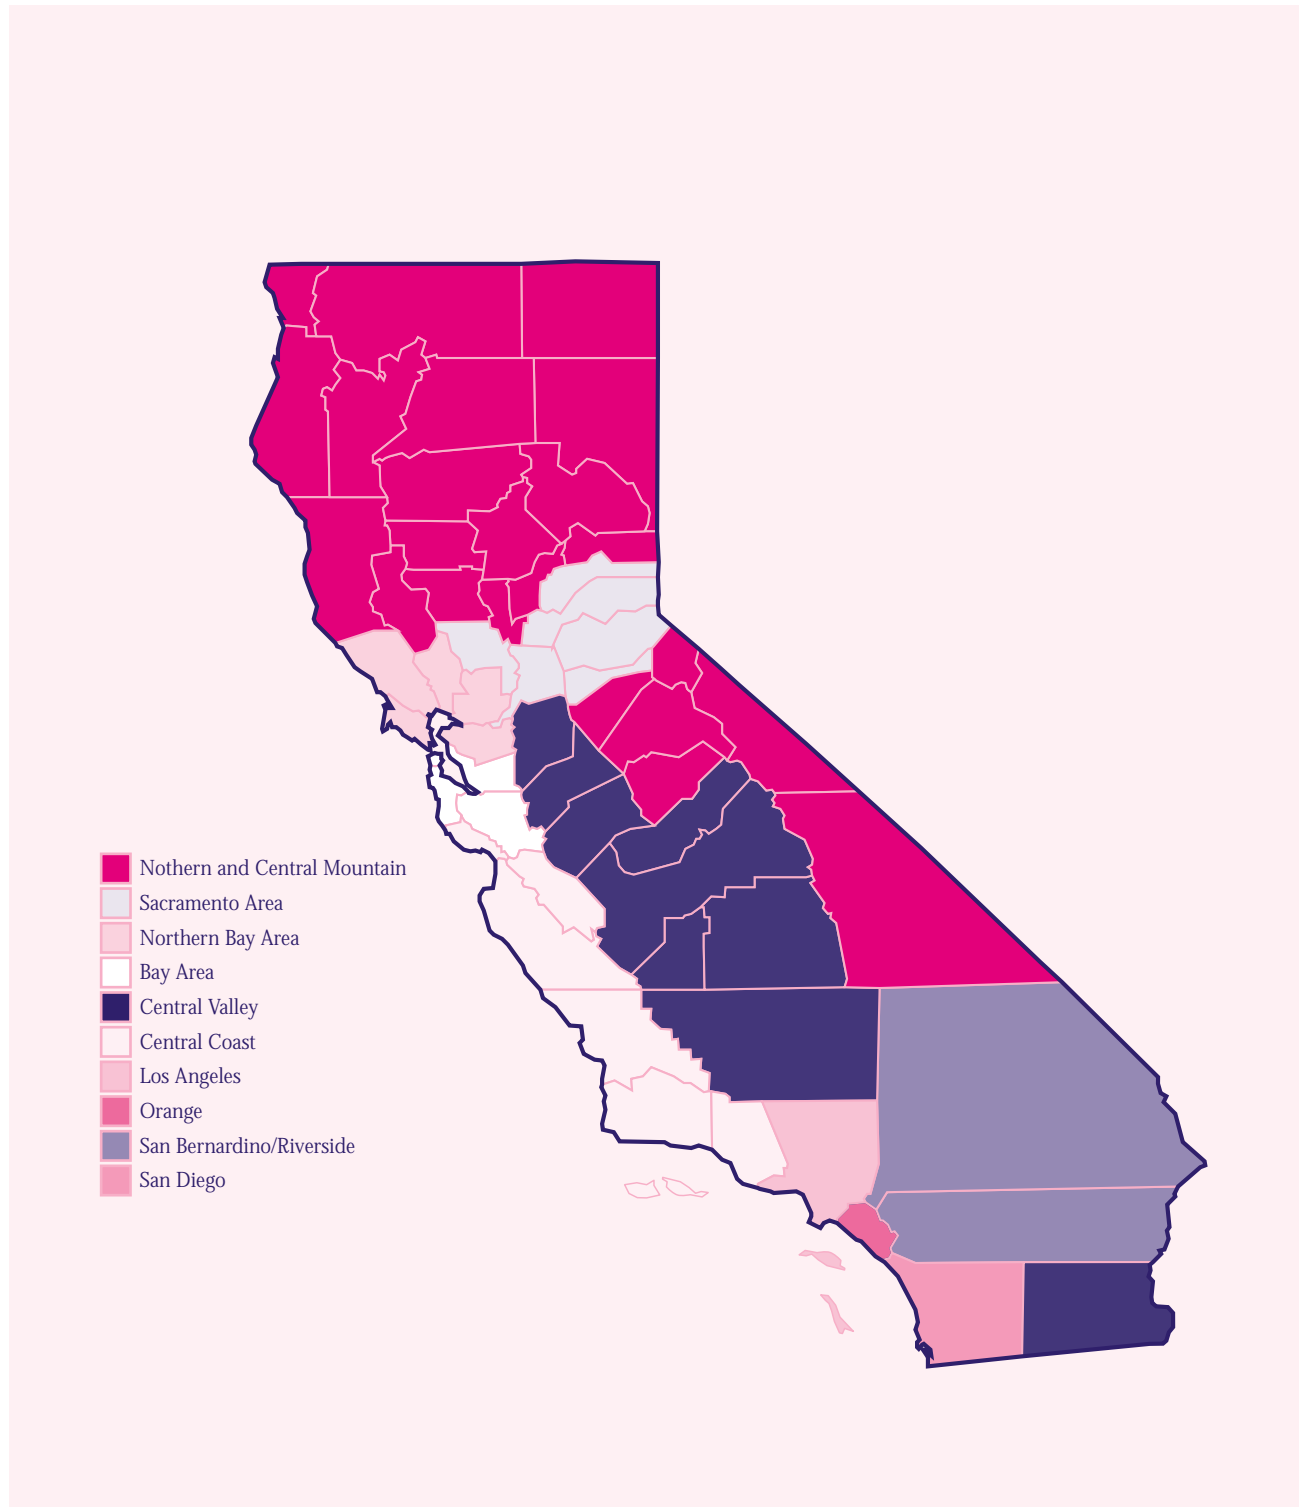 Nothern and Central Mountain
Sacramento Area
Northern Bay Area
Bay Area
Central Valley
Central Coast
Los Angeles
Orange
San Bernardino/Riverside
San Diego